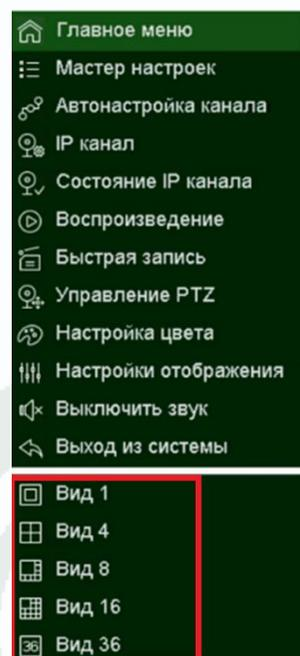 Главное меню
Мастер настроек
Автонастройка канала
IP канал
Состояние IP канала
Воспроизведение
Быстрая запись
Управление PTZ
Настройка цвета
Настройки отображения
Выключить звук
Выход из системы
Вид 1
Вид 4
Вид 8
Вид 16
36 Вид 36